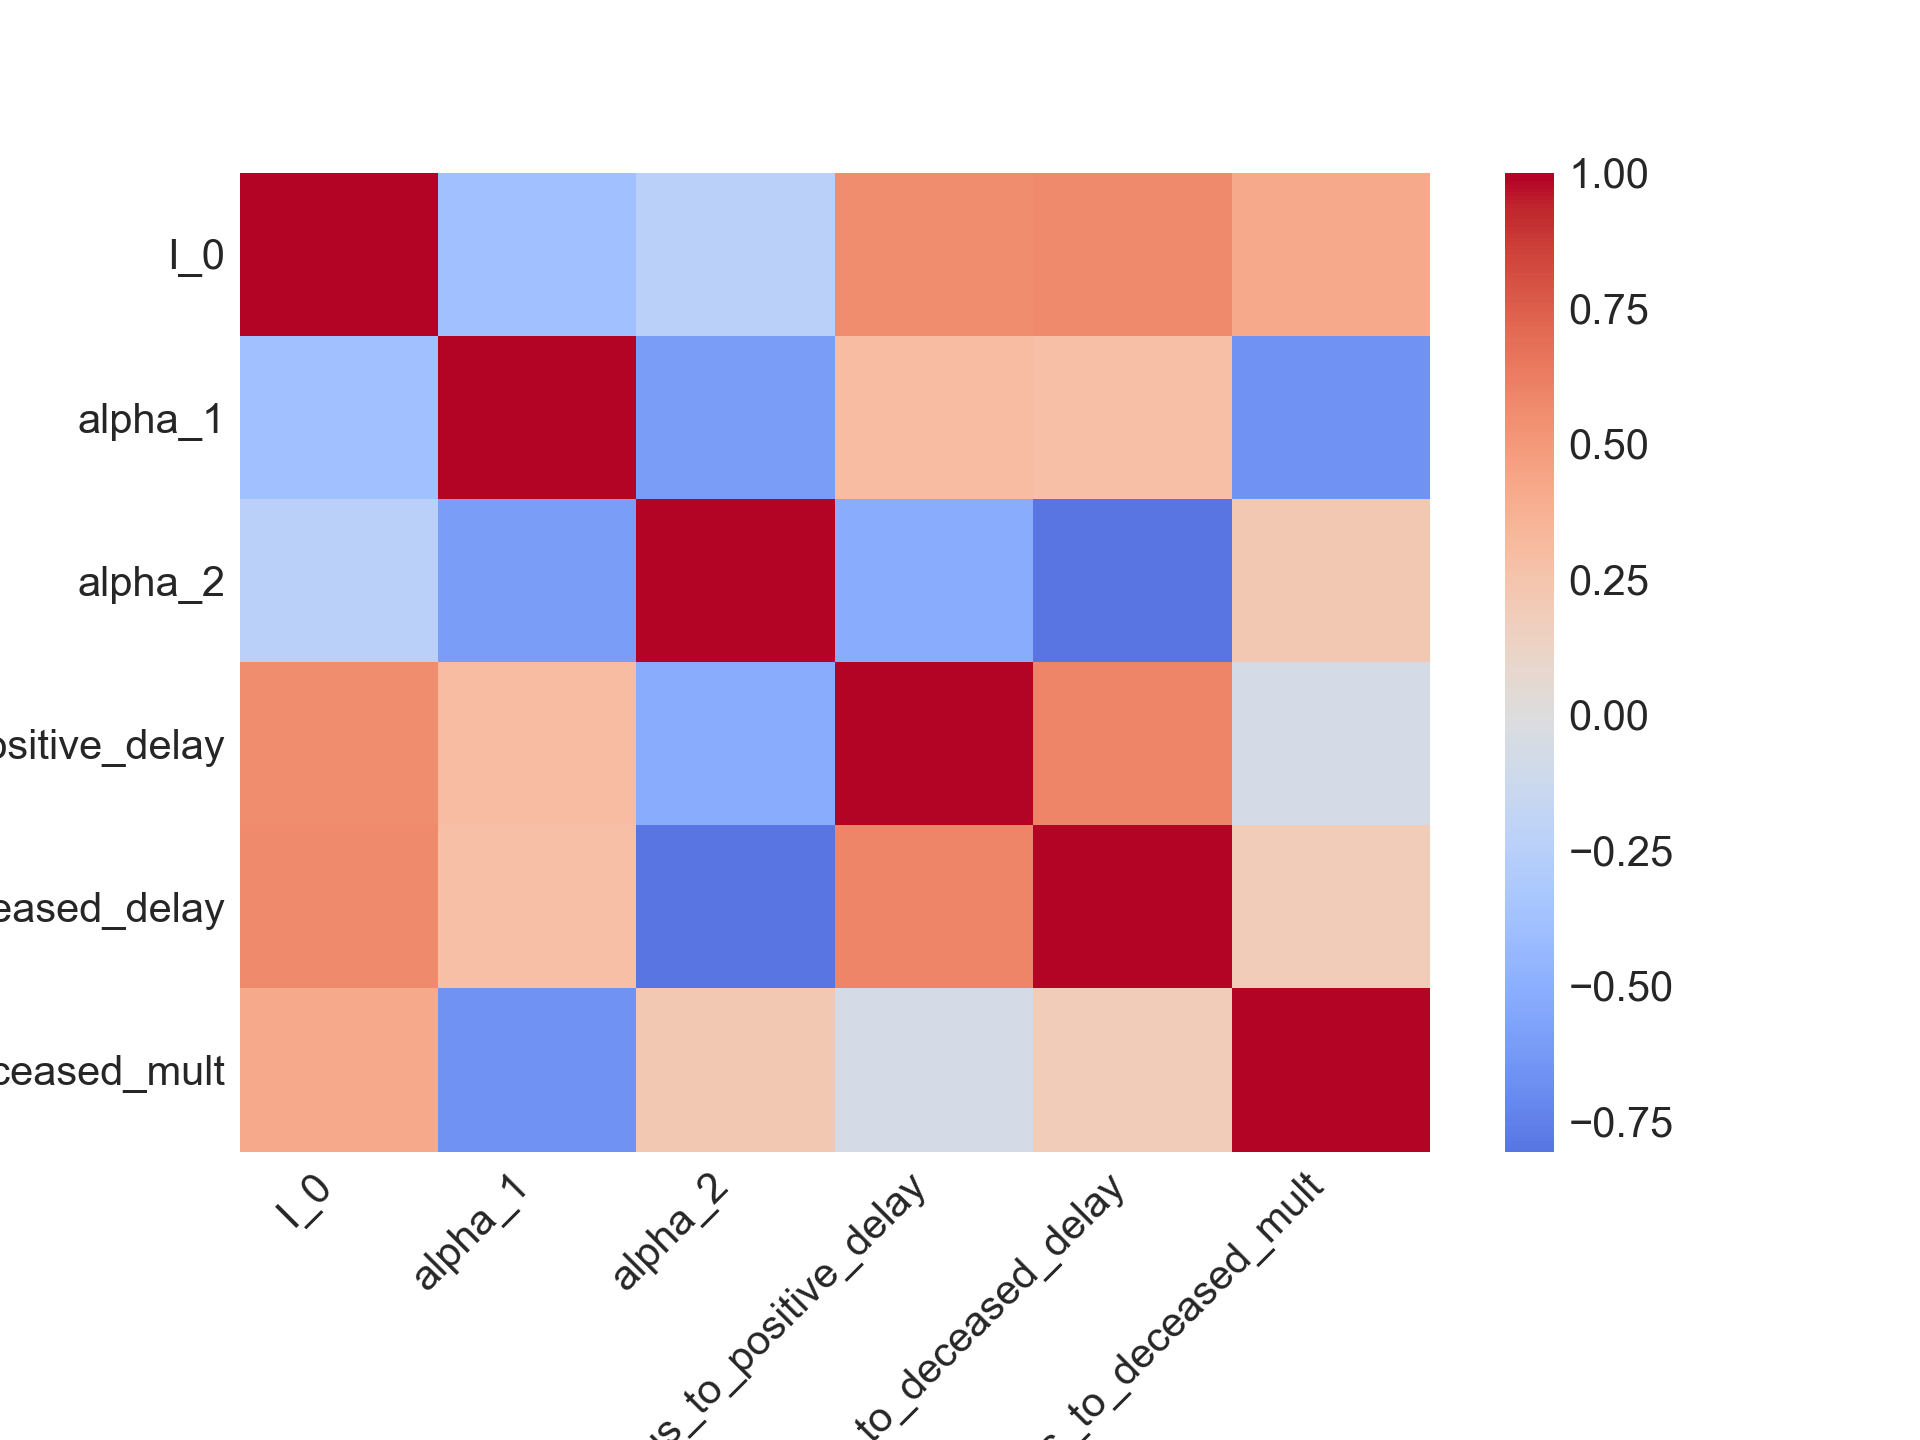 I_0
alpha_1
alpha_2
ositive_delay
eased_delay
ceased_mult
I_0
alpha_1
alpha_2
us_to_positive_delay
to_deceased_delay
s_to_deceased_mult
1.00
0.75
0.50
0.25
0.00
−0.25
−0.50
−0.75